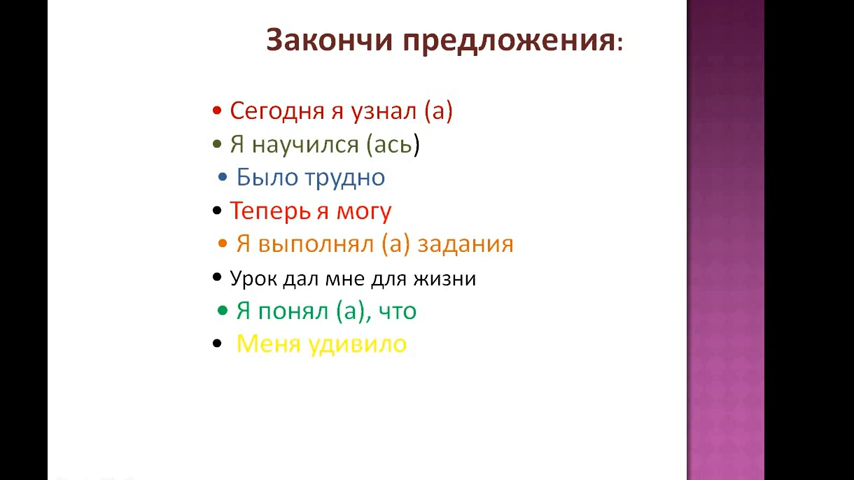 Закончи предложения:
• Сегодня я узнал (а)
• Я научился (ась)
• Было трудно
• Теперь я могу
• Я выполнял (а) задания
• Урок дал мне для жизни
• Я понял (а), что
• Меня удивило